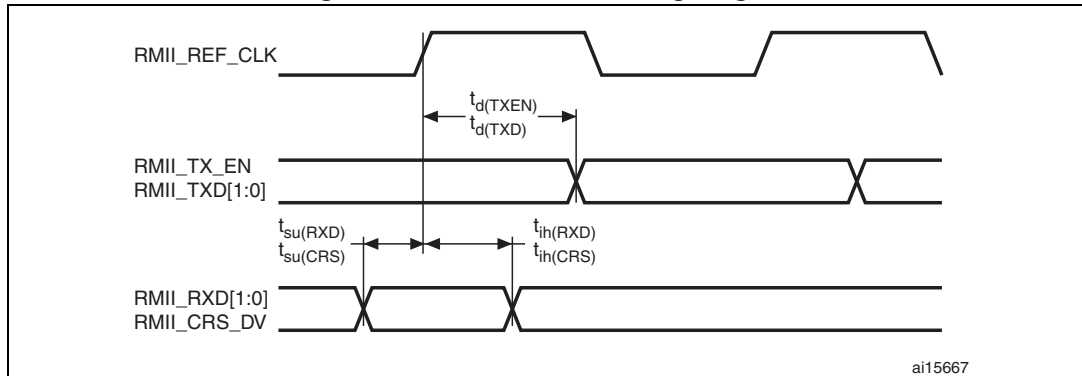 RMII_REF_CLK
td(TXEN)
td(TXD)
RMII_TX_EN
RMII_TXD[1:0]
tsu(RXD)
tsu(CRS)
tih(RXD)
tih(CRS)
RMII_RXD[1:0]
RMII_CRS_DV
ai15667